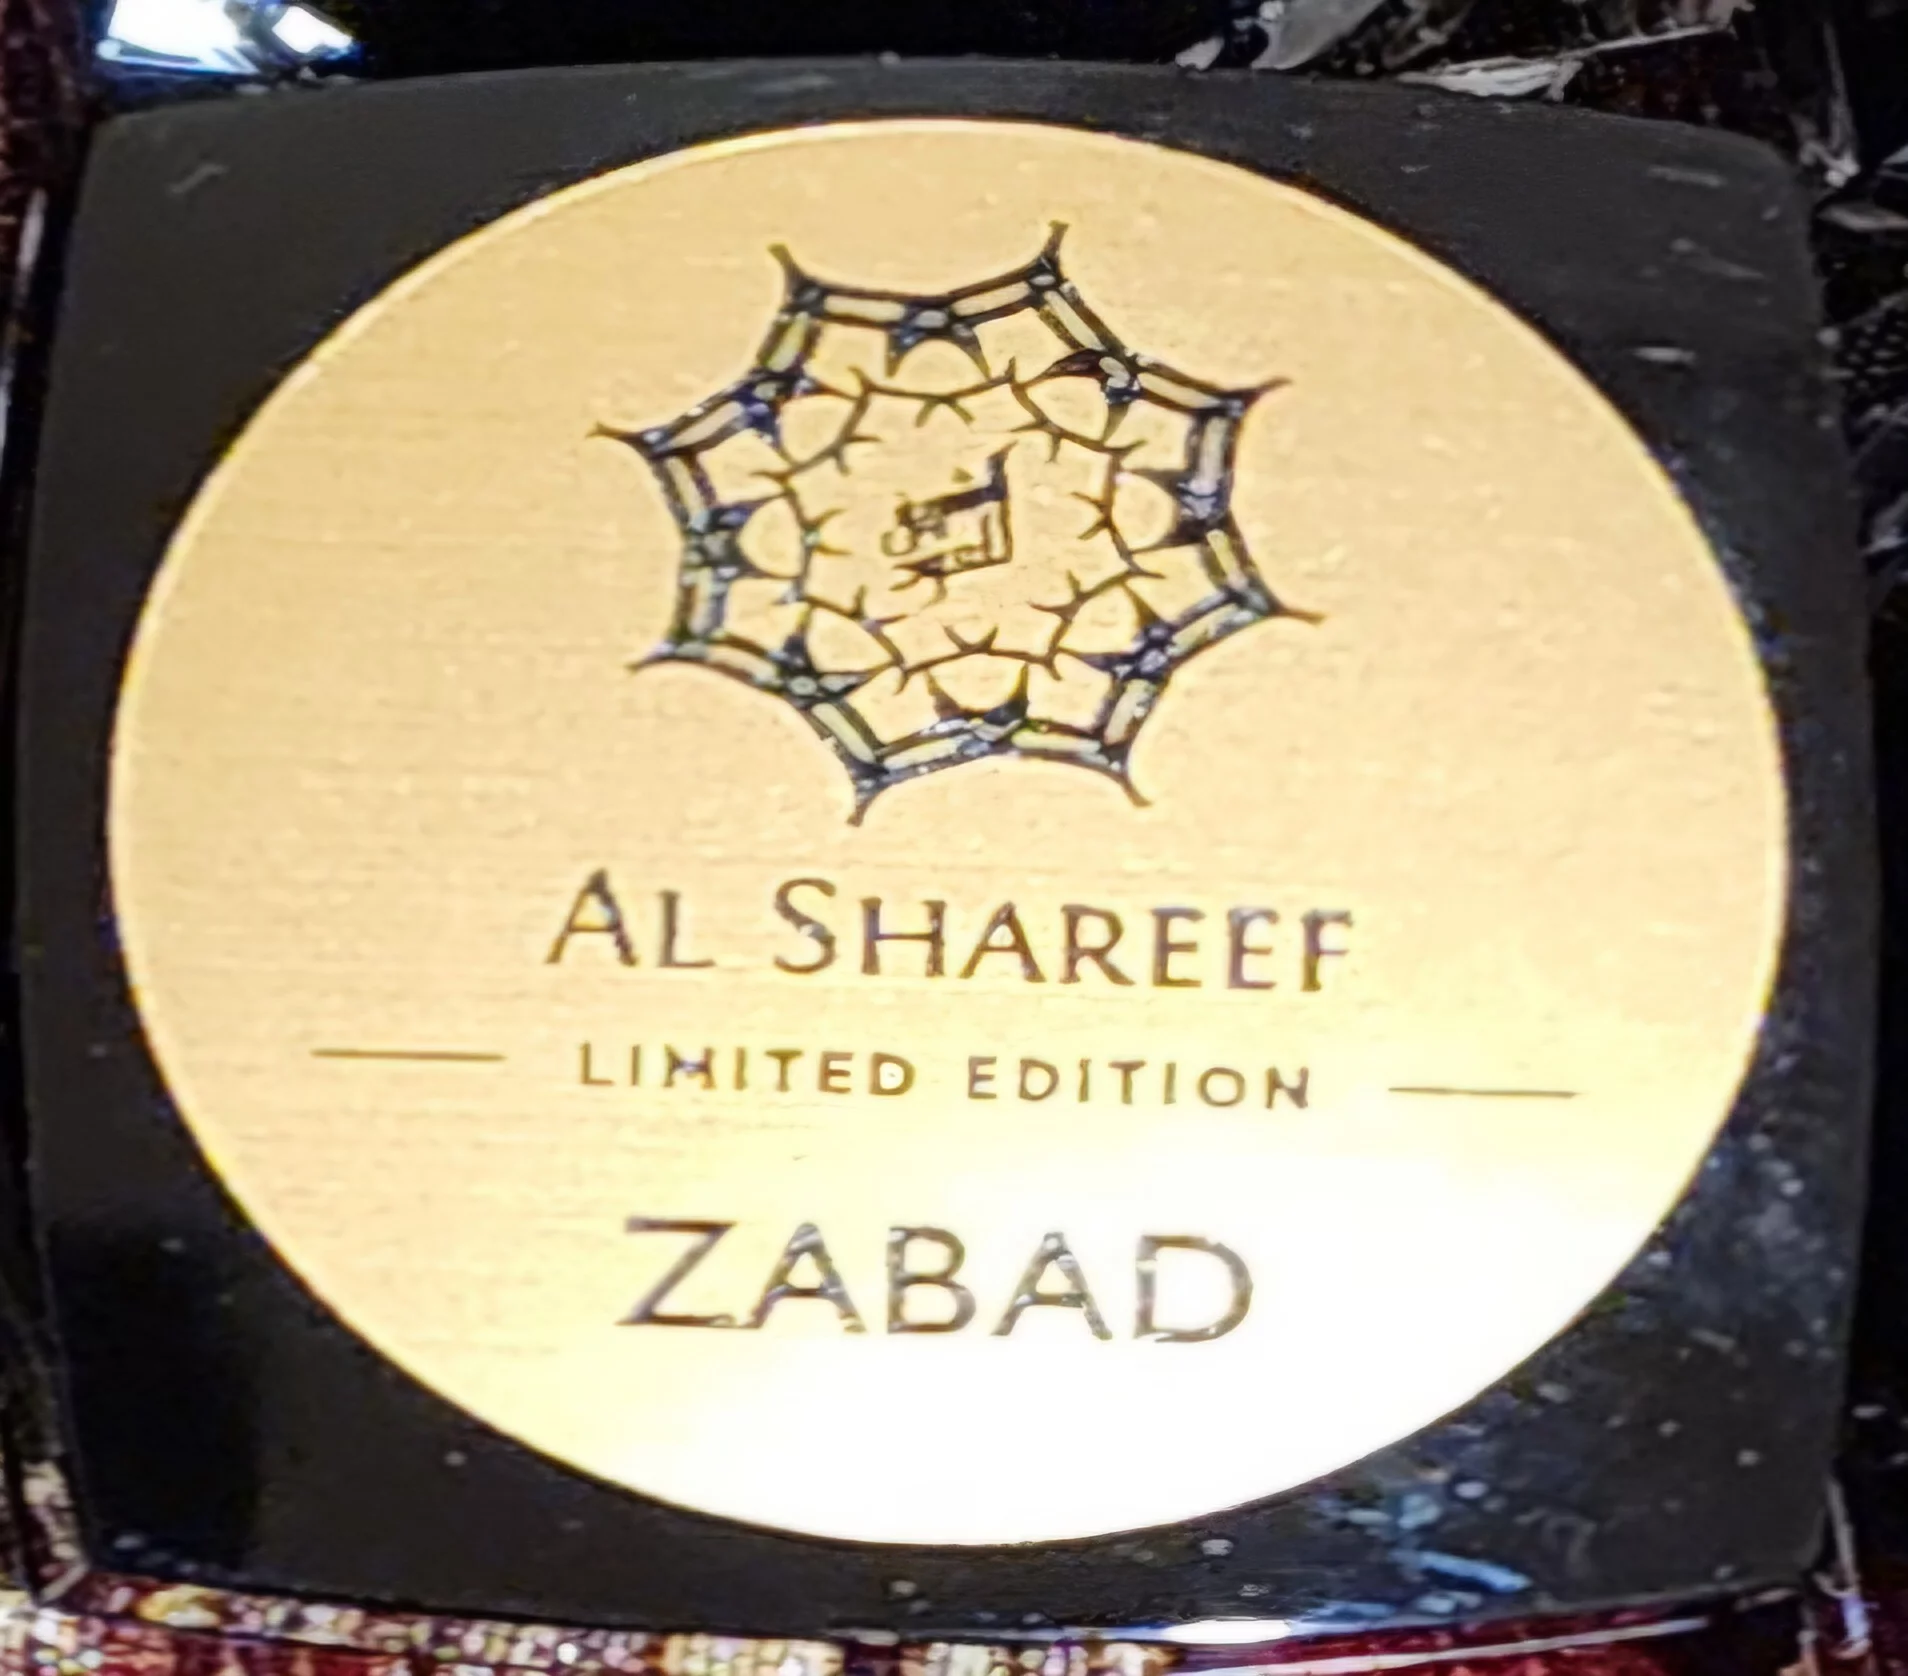 AL SHAREEF
LIMITED EDITION
ZABAD